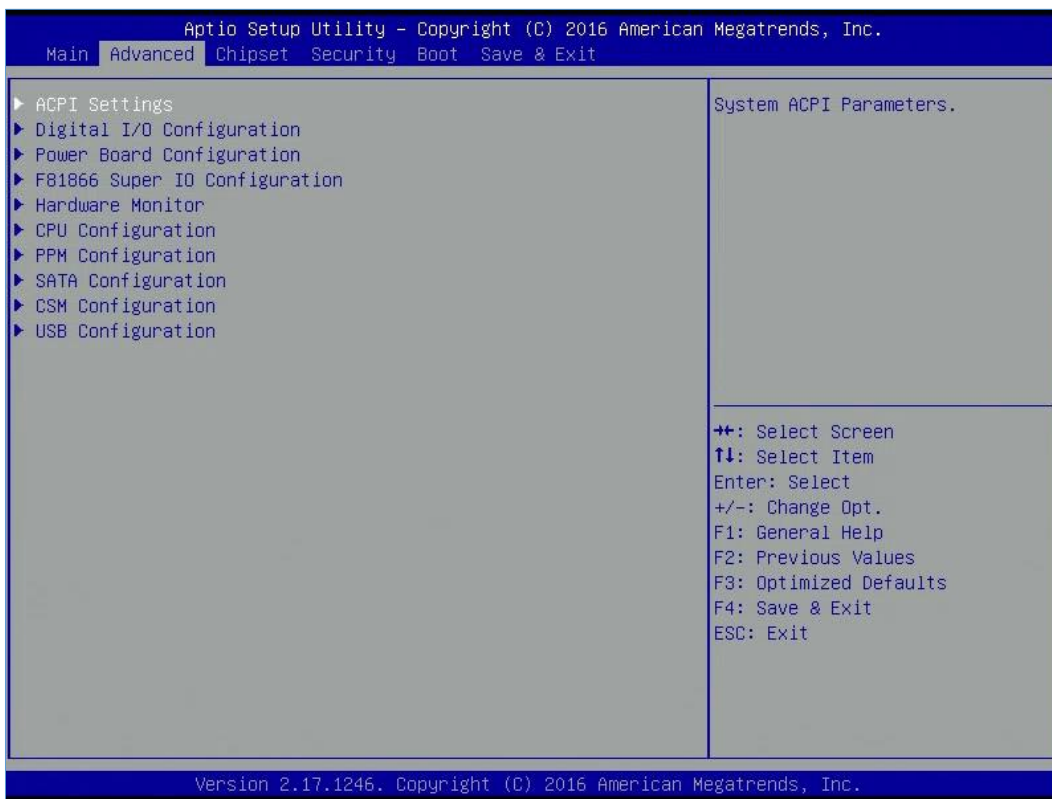 Aptio Setup Utility – Copyright (C) 2016 American Megatrends, Inc.
Main Advanced Chipset Security Boot Save & Exit
► ACPI Settings
► Digital I/O Configuration
► Power Board Configuration
► F81866 Super IO Configuration
► Hardware Monitor
► CPU Configuration
► PPM Configuration
► SATA Configuration
► CSM Configuration
► USB Configuration
System ACPI Parameters.
→←: Select Screen
↑↓: Select Item
Enter: Select
+/-: Change Opt.
F1: General Help
F2: Previous Values
F3: Optimized Defaults
F4: Save & Exit
ESC: Exit
Version 2.17.1246. Copyright (C) 2016 American Megatrends, Inc.